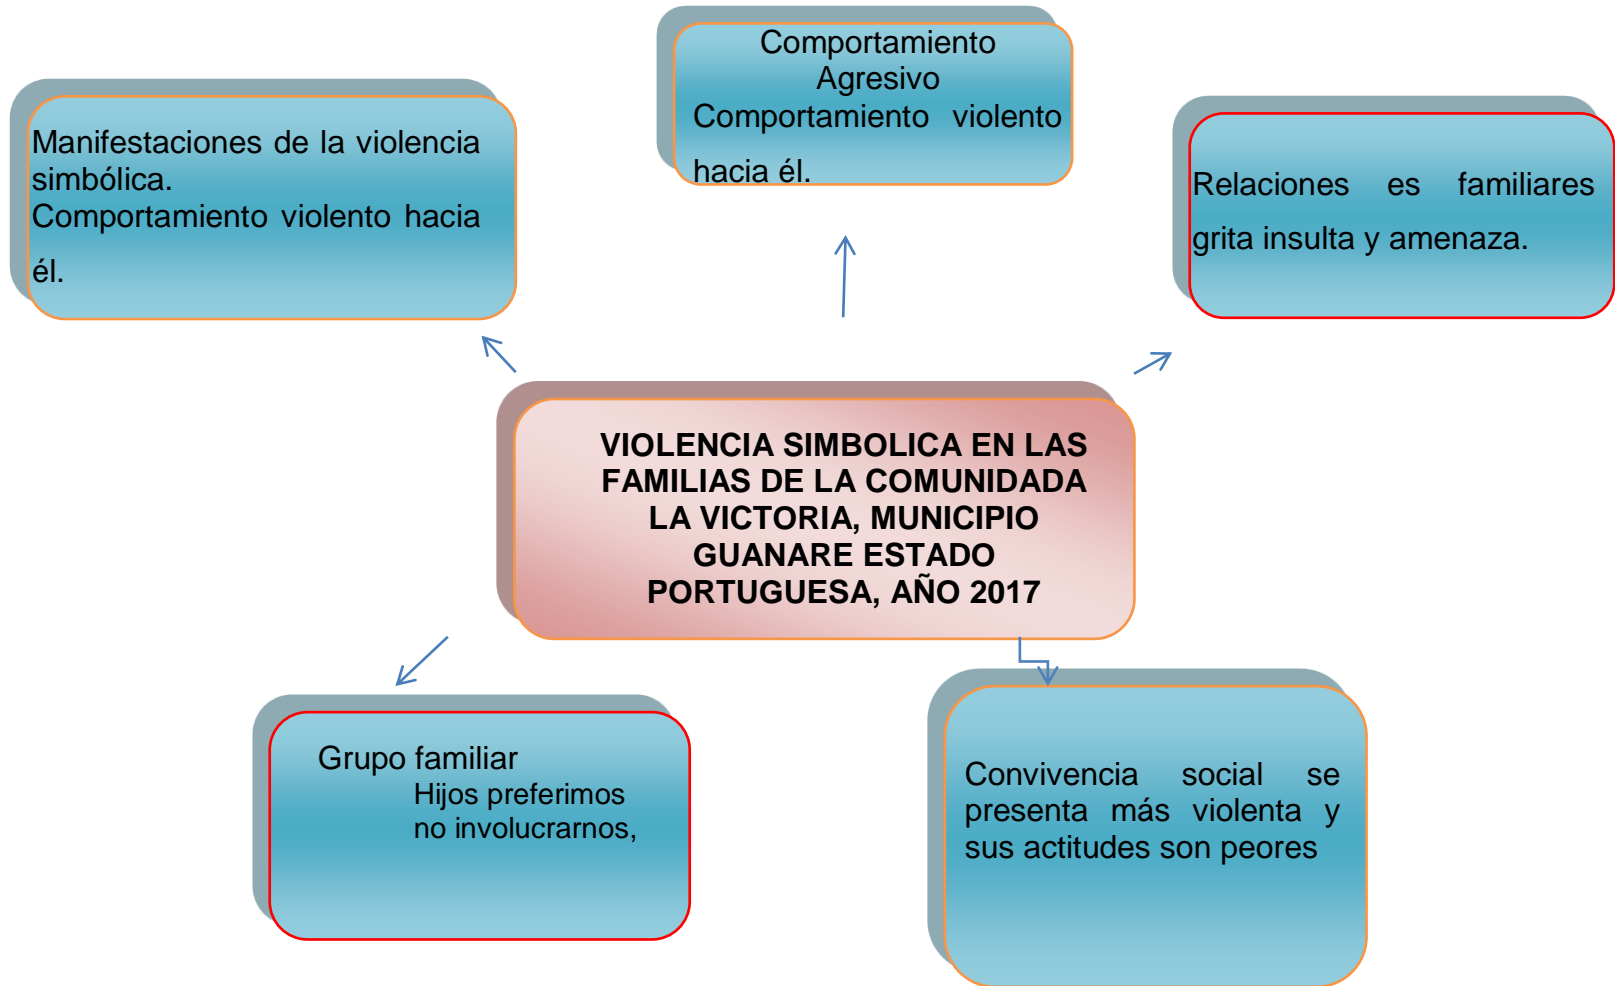 Comportamiento
Agresivo
Comportamiento violento
hacia él.
Manifestaciones de la violencia
simbólica.
Comportamiento violento hacia
él.
Relaciones es familiares
grita insulta y amenaza.
VIOLENCIA SIMBOLICA EN LAS
FAMILIAS DE LA COMUNIDADA
LA VICTORIA, MUNICIPIO
GUANARE ESTADO
PORTUGUESA, AÑO 2017
Grupo familiar
Hijos preferimos
no involucrarnos,
Convivencia social se
presenta más violenta y
sus actitudes son peores